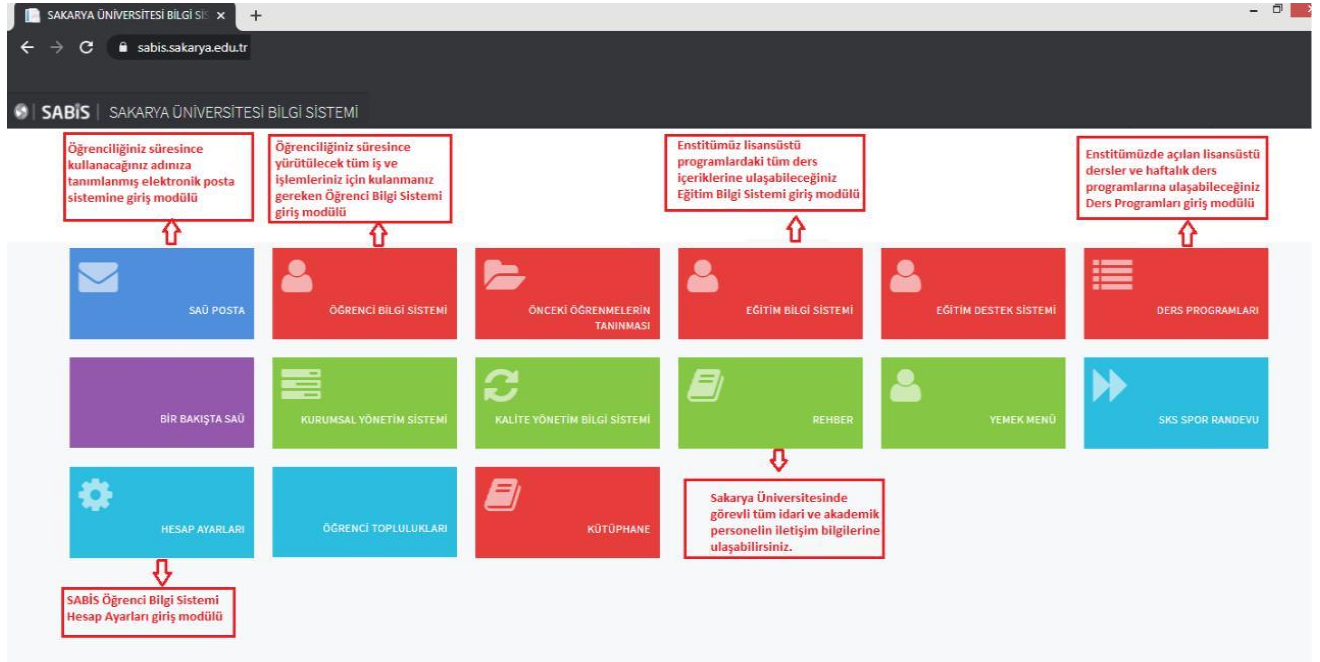 SAKARYA ÜNİVERSİTESİ BİLGİ SİS
sabis.sakarya.edu.tr
SABİS | SAKARYA ÜNİVERSİTESİ BİLGİ SİSTEMİ
Öğrenciliğiniz süresince
kullanacağınız adınıza
tanımlanmış elektronik posta
sistemine giriş modülü
Öğrenciliğiniz süresince
yürütülecek tüm iş ve
işlemleriniz için kulanmanız
gereken Öğrenci Bilgi Sistemi
giriş modülü
Enstitümüz lisansüstü
programlardaki tüm ders
içeriklerine ulaşabileceğiniz
Eğitim Bilgi Sistemi giriş modülü
Enstitümüzde açılan lisansüstü
dersler ve haftalık ders
programlarına ulaşabileceğiniz
Ders Programları giriş modülü
SAÜ POSTA
ÖĞRENCİ BİLGİ SİSTEMİ
ÖNCEKİ ÖĞRENMELERİN
TANINMASI
EĞİTİM BİLGİ SİSTEMİ
EĞİTİM DESTEK SİSTEMİ
DERS PROGRAMLARI
BİR BAKIŞTA SAÜ
KURUMSAL YÖNETİM SİSTEMİ
KALİTE YÖNETİM BİLGİ SİSTEMİ
REHBER
YEMEK MENÜ
SKS SPOR RANDEVU
HESAP AYARLARI
ÖĞRENCİ TOPLULUKLARI
KÜTÜPHANE
Sakarya Üniversitesinde
görevli tüm idari ve akademik
personelin iletişim bilgilerine
ulaşabilirsiniz.
SABİS Öğrenci Bilgi Sistemi
Hesap Ayarları giriş modülü